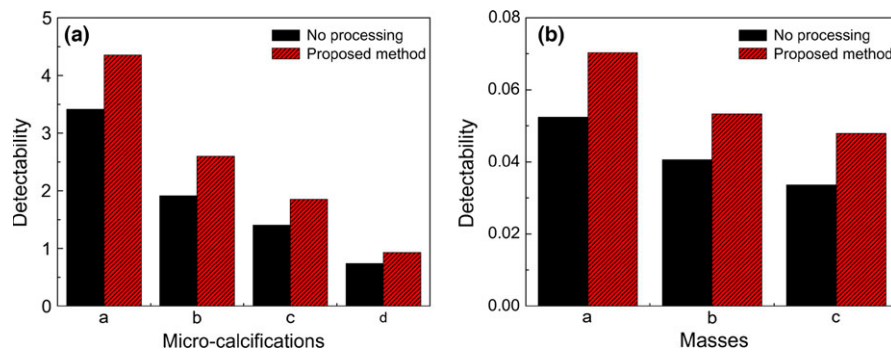 (a)
No processing
Proposed method
5
4
3
2
1
0
Detectability
a b c d
Micro-calcifications
(b)
No processing
Proposed method
0.08
0.06
0.04
0.02
0.00
Detectability
a b c
Masses